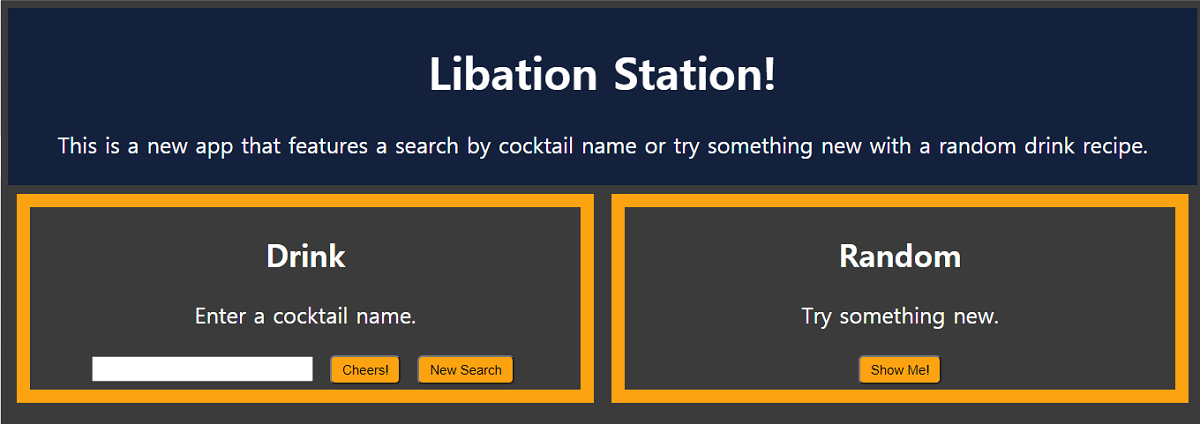 Libation Station!
This is a new app that features a search by cocktail name or try something new with a random drink recipe.
Drink
Enter a cocktail name.
Cheers! New Search
Random
Try something new.
Show Me!